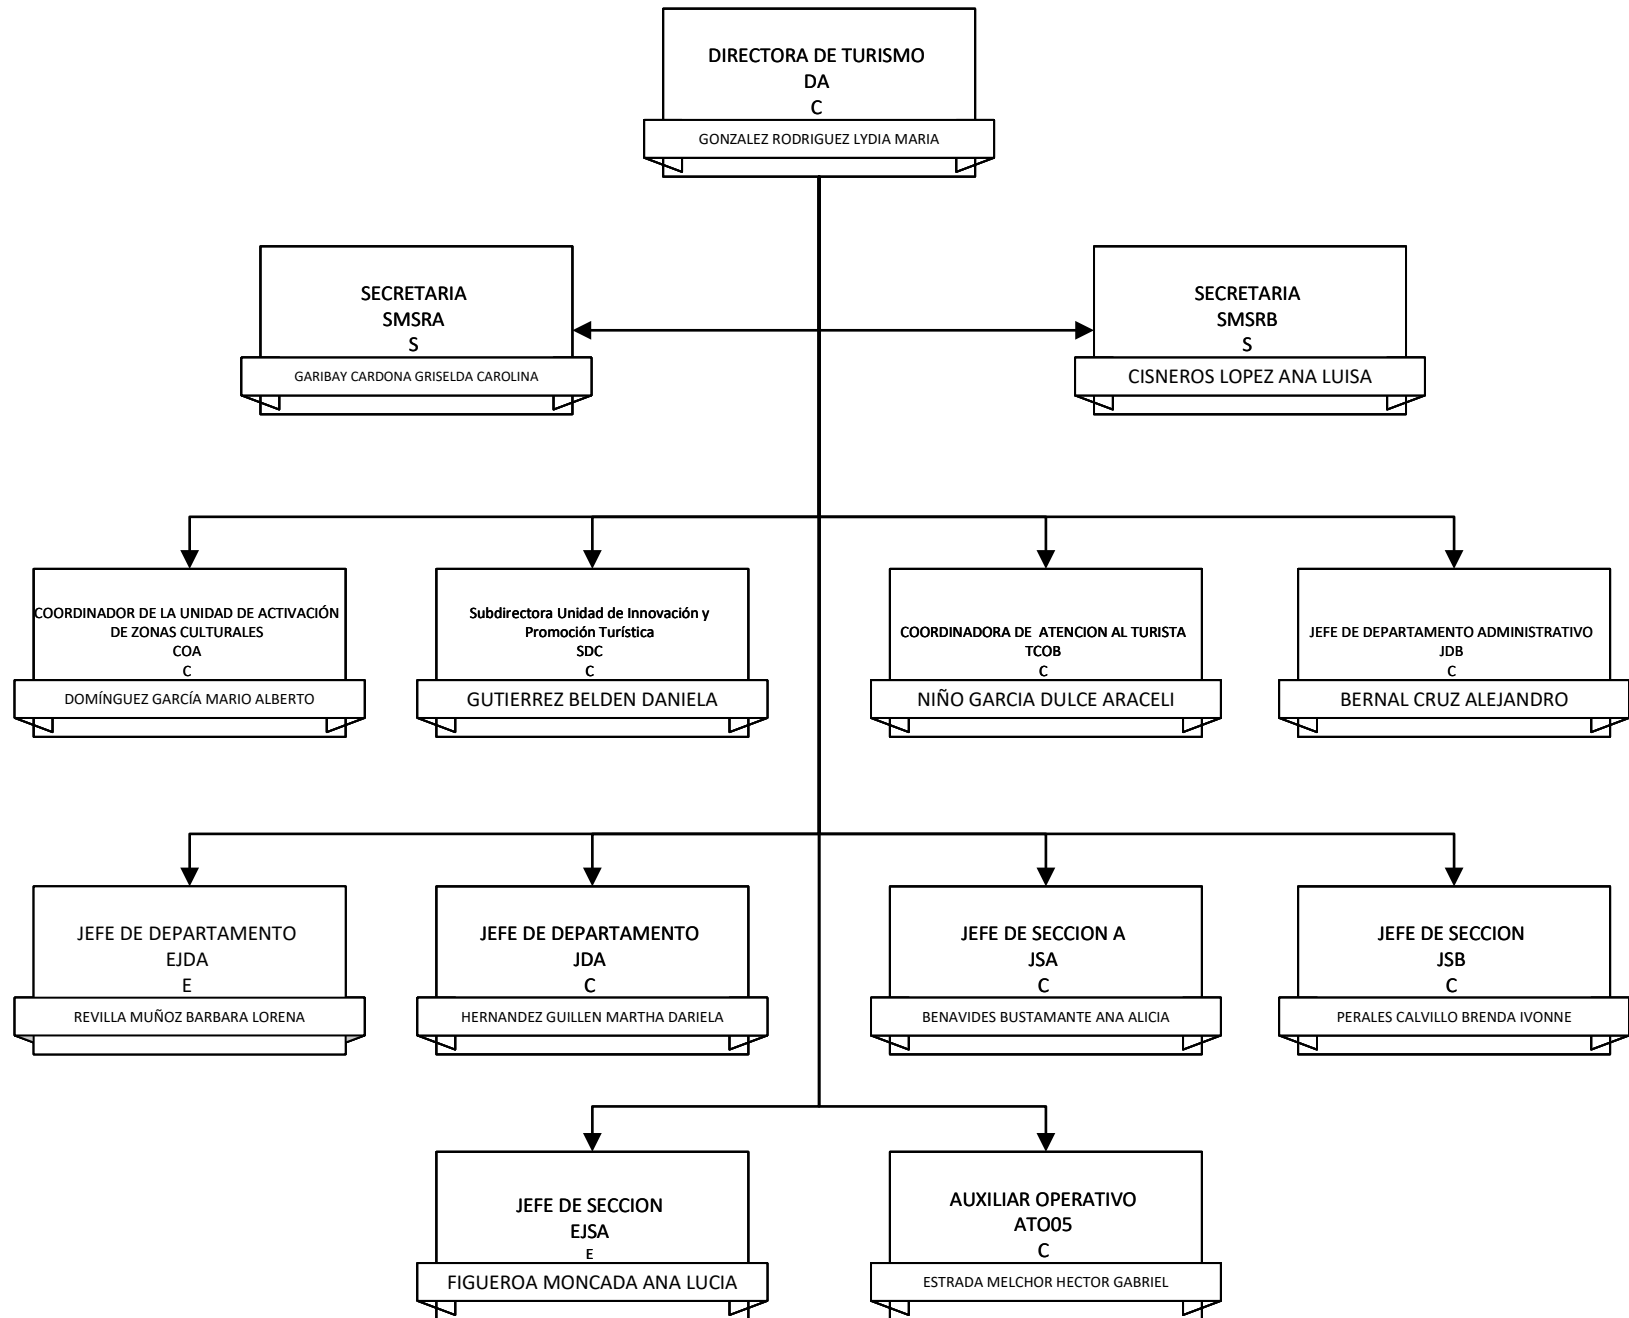 DIRECTORA DE TURISMO
DA
C
GONZALEZ RODRIGUEZ LYDIA MARIA
SECRETARIA
SMSRA
S
GARIBAY CARDONA GRISELDA CAROLINA
SECRETARIA
SMSRB
S
CISNEROS LOPEZ ANA LUISA
COORDINADOR DE LA UNIDAD DE ACTIVACIÓN
DE ZONAS CULTURALES
COA
C
DOMÍNGUEZ GARCÍA MARIO ALBERTO
Subdirectora Unidad de Innovación y
Promoción Turística
SDC
C
GUTIERREZ BELDEN DANIELA
COORDINADORA DE ATENCION AL TURISTA
TCOB
C
NIÑO GARCIA DULCE ARACELI
JEFE DE DEPARTAMENTO ADMINISTRATIVO
JDB
C
BERNAL CRUZ ALEJANDRO
JEFE DE DEPARTAMENTO
EJDA
E
REVILLA MUÑOZ BARBARA LORENA
JEFE DE DEPARTAMENTO
JDA
C
HERNANDEZ GUILLEN MARTHA DARIELA
JEFE DE SECCION A
JSA
C
BENAVIDES BUSTAMANTE ANA ALICIA
JEFE DE SECCION
JSB
C
PERALES CALVILLO BRENDA IVONNE
JEFE DE SECCION
EJSA
E
FIGUEROA MONCADA ANA LUCIA
AUXILIAR OPERATIVO
ATO05
C
ESTRADA MELCHOR HECTOR GABRIEL